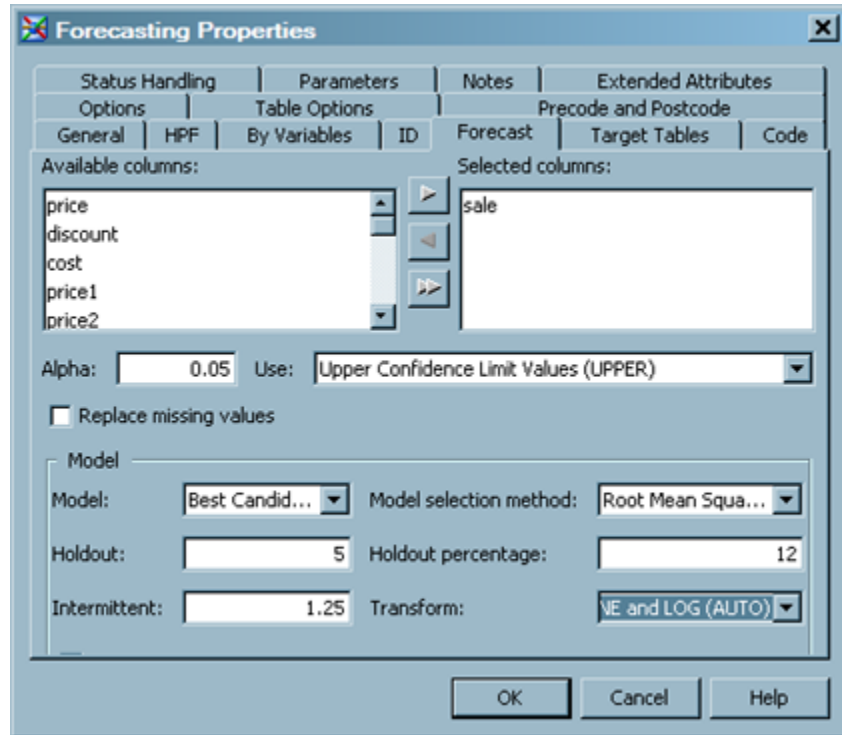 Forecasting Properties
Status Handling Parameters Notes Extended Attributes
Options Table Options Precode and Postcode
General HPF By Variables ID Forecast Target Tables Code
Available columns: Selected columns:
price sale
discount
cost
price1
price2
Alpha: 0.05 Use: Upper Confidence Limit Values (UPPER)
Replace missing values
Model
Model: Best Candid... Model selection method: Root Mean Squa...
Holdout: 5 Holdout percentage: 12
Intermittent: 1.25 Transform: NE and LOG (AUTO)
OK Cancel Help